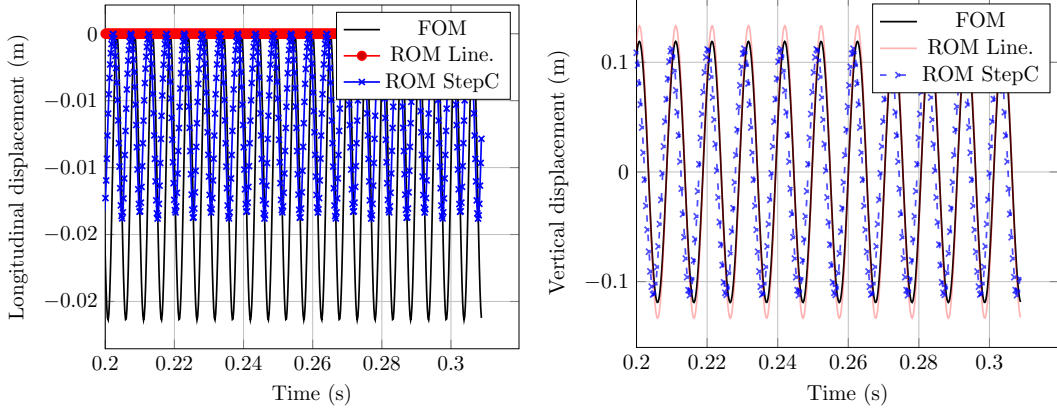 0
−0.01
−0.01
−0.02
−0.02
0.2
0.22
0.24
0.26
0.28
0.3
Time (s)
Longitudinal displacement (m)
FOM
ROM Line.
ROM StepC
0.1
0
−0.1
0.2
0.22
0.24
0.26
0.28
0.3
Time (s)
Vertical displacement (m)
FOM
ROM Line.
ROM StepC